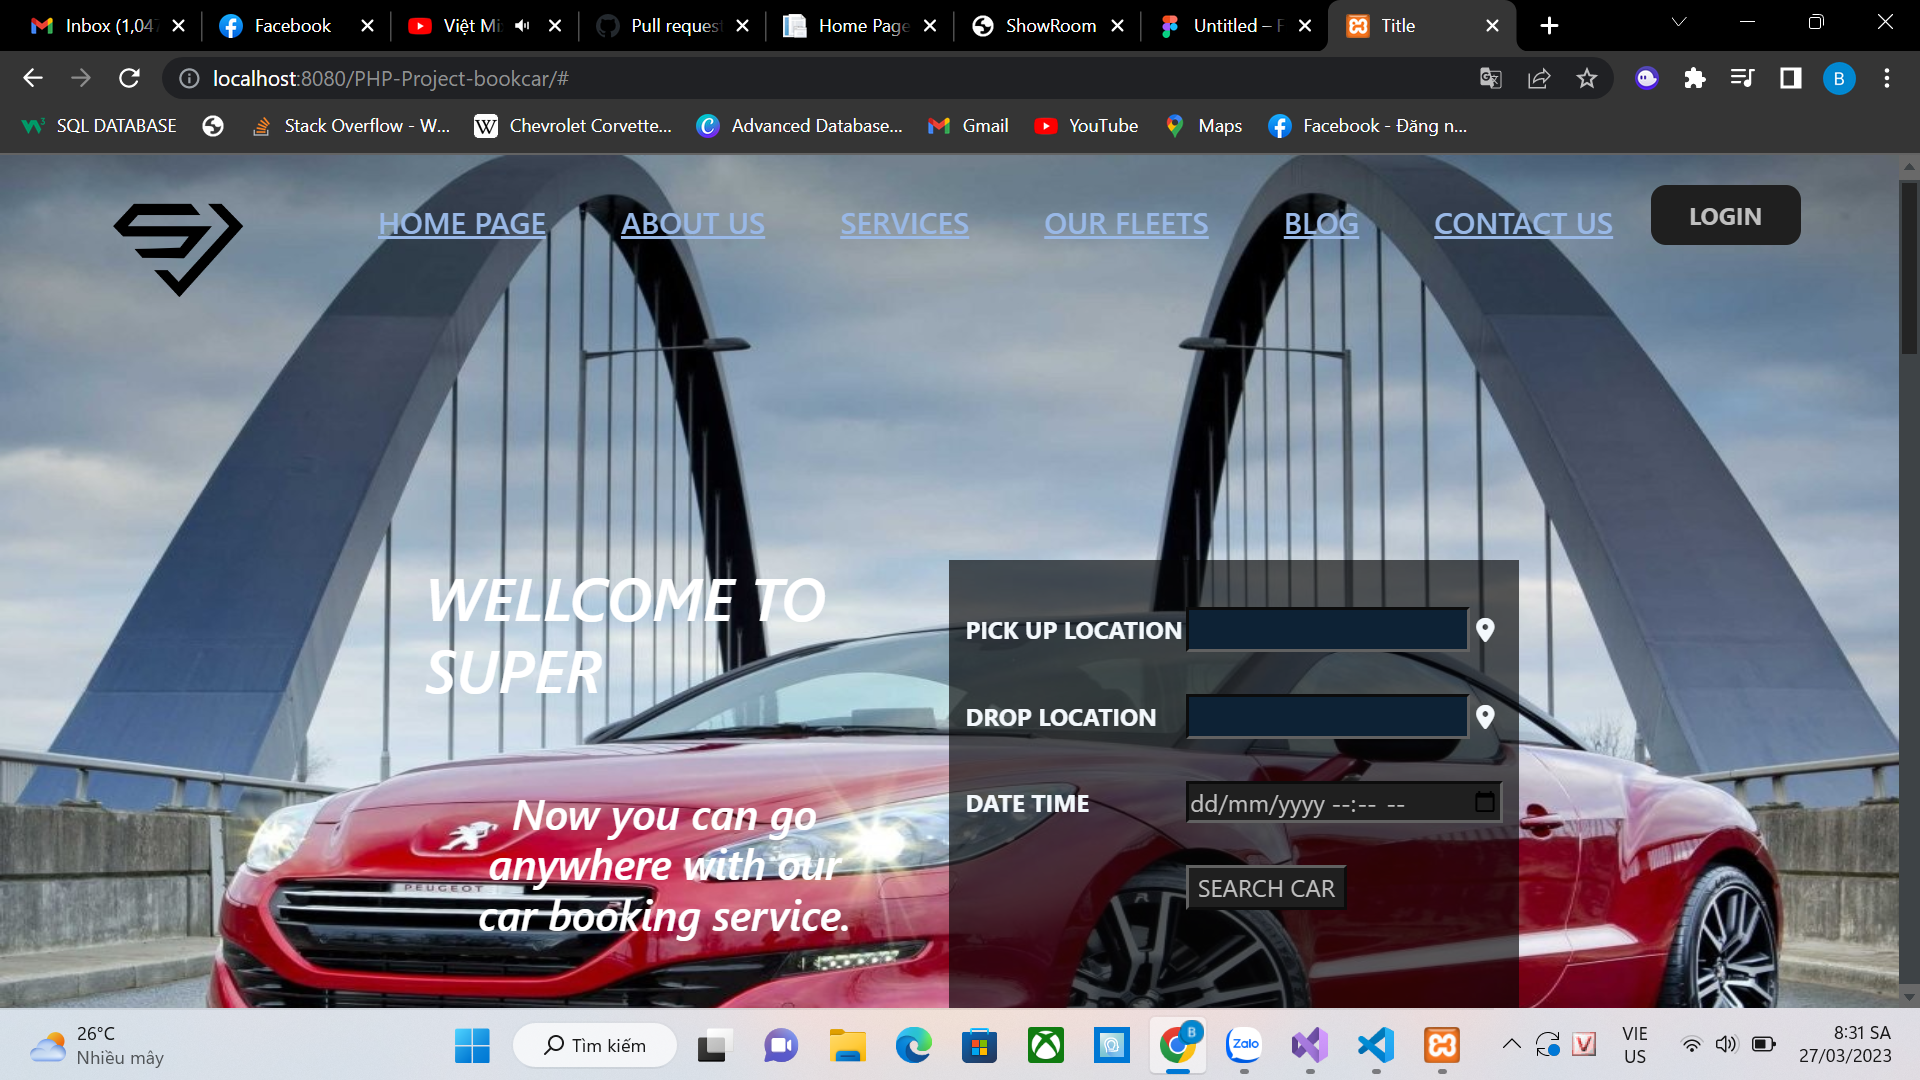 Inbox (1,047
Facebook
Việt Mi
Pull reques
Home Page
ShowRoom
Untitled – F
Title
localhost:8080/PHP-Project-bookcar/#
B
SQL DATABASE
Stack Overflow - W...
Chevrolet Corvette...
Advanced Database...
Gmail
YouTube
Maps
Facebook - Đăng n...
HOME PAGE
ABOUT US
SERVICES
OUR FLEETS
BLOG
CONTACT US
LOGIN
WELLCOME TO
SUPER
Now you can go
anywhere with our
car booking service.
PEUGEOT
PICK UP LOCATION
DROP LOCATION
DATE TIME
dd/mm/yyyy --:-- --
SEARCH CAR
26°C
Nhiều mây
Tìm kiếm
B
Zalo
VIE
US
8:31 SA
27/03/2023